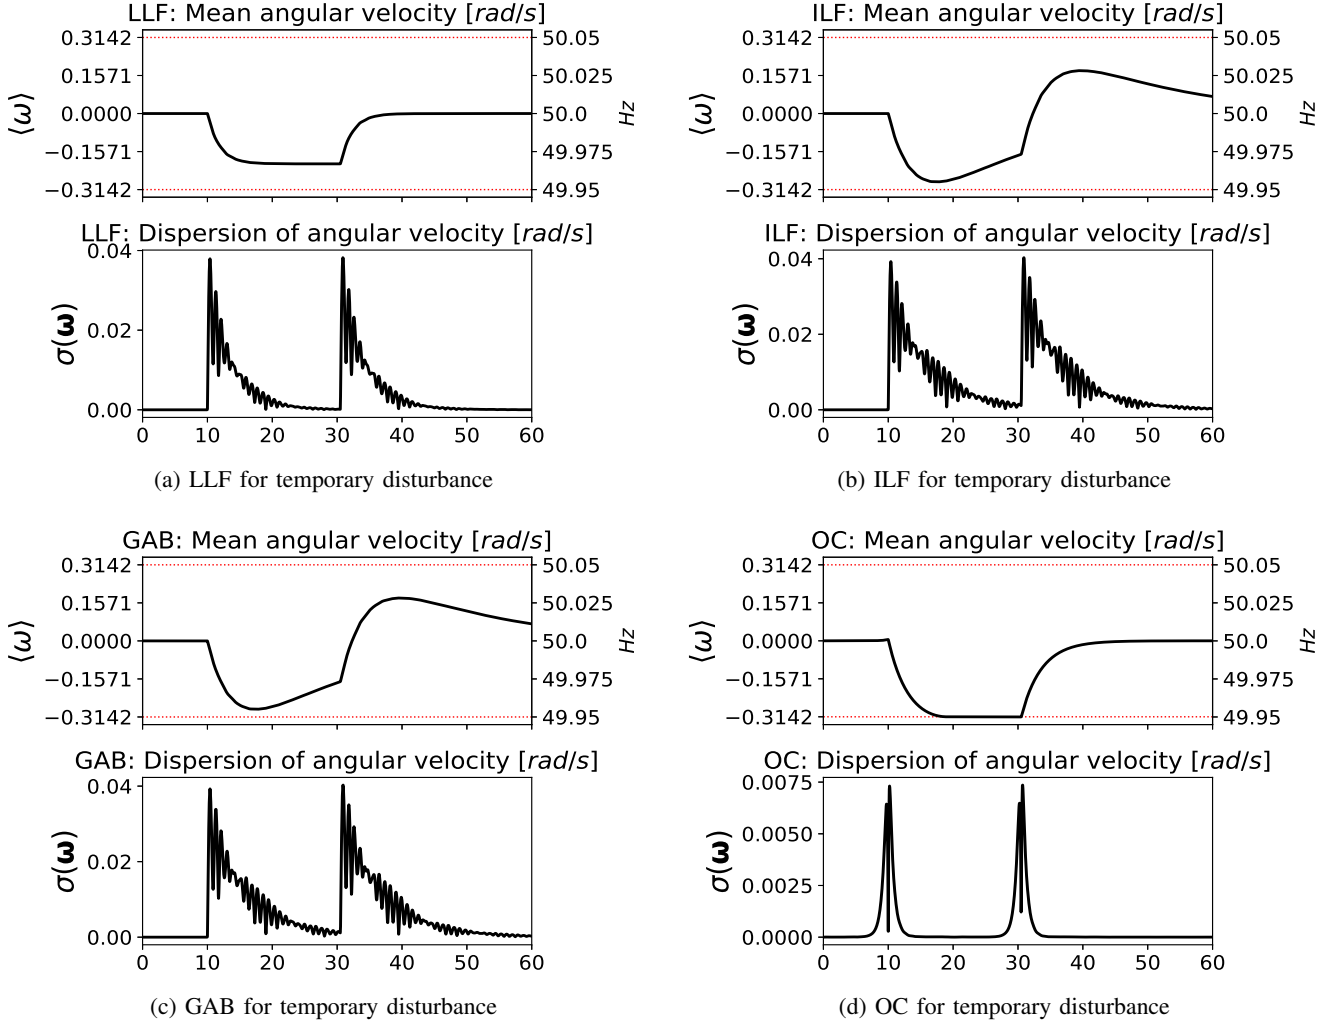 LLF: Mean angular velocity [rad/s]
0.3142
0.1571
0.0000
−0.1571
−0.3142
⟨ω⟩
50.05
50.025
50.0
49.975
49.95
Hz
LLF: Dispersion of angular velocity [rad/s]
0.04
0.02
0.00
σ(ω)
0 10 20 30 40 50 60
(a) LLF for temporary disturbance
ILF: Mean angular velocity [rad/s]
0.3142
0.1571
0.0000
−0.1571
−0.3142
⟨ω⟩
50.05
50.025
50.0
49.975
49.95
Hz
ILF: Dispersion of angular velocity [rad/s]
0.04
0.02
0.00
σ(ω)
0 10 20 30 40 50 60
(b) ILF for temporary disturbance
GAB: Mean angular velocity [rad/s]
0.3142
0.1571
0.0000
−0.1571
−0.3142
⟨ω⟩
50.05
50.025
50.0
49.975
49.95
Hz
GAB: Dispersion of angular velocity [rad/s]
0.04
0.02
0.00
σ(ω)
0 10 20 30 40 50 60
(c) GAB for temporary disturbance
OC: Mean angular velocity [rad/s]
0.3142
0.1571
0.0000
−0.1571
−0.3142
⟨ω⟩
50.05
50.025
50.0
49.975
49.95
Hz
OC: Dispersion of angular velocity [rad/s]
0.0075
0.0050
0.0025
0.0000
σ(ω)
0 10 20 30 40 50 60
(d) OC for temporary disturbance